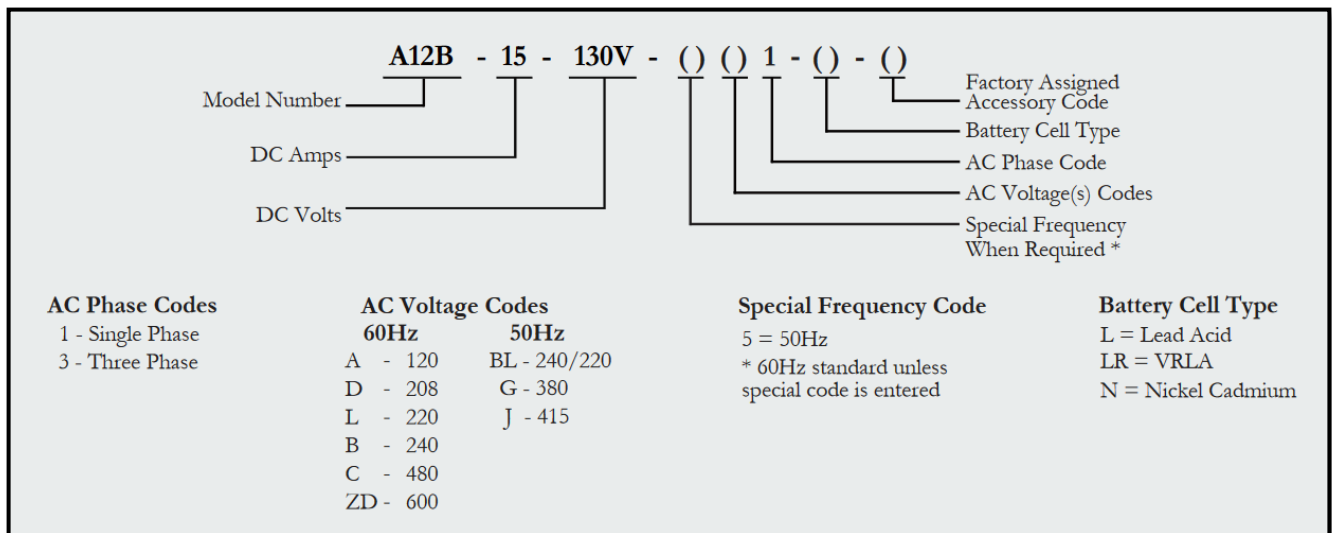 A12B - 15 - 130V - ( ) ( ) 1 - ( ) - ( )
Model Number
DC Amps
DC Volts
Factory Assigned
Accessory Code
Battery Cell Type
AC Phase Code
AC Voltage(s) Codes
Special Frequency
When Required *
AC Phase Codes
1 - Single Phase
3 - Three Phase
AC Voltage Codes
60Hz 50Hz
A - 120 BL - 240/220
D - 208 G - 380
L - 220 J - 415
B - 240
C - 480
ZD - 600
Special Frequency Code
5 = 50Hz
* 60Hz standard unless
special code is entered
Battery Cell Type
L = Lead Acid
LR = VRLA
N = Nickel Cadmium